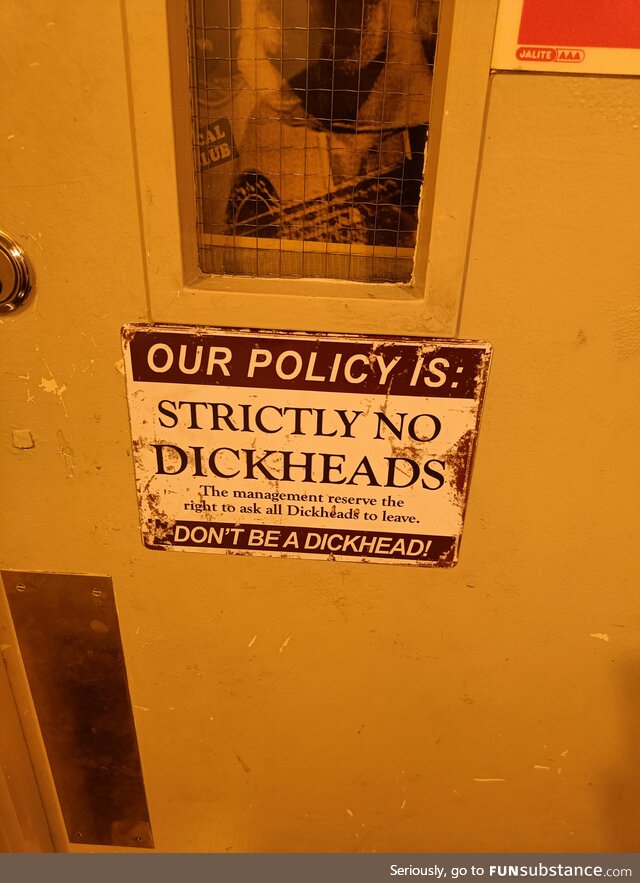 JALITE AAA
CAL
LUB
OUR POLICY IS:
STRICTLY NO
DICKHEADS
The management reserve the
right to ask all Dickheads to leave.
DON'T BE A DICKHEAD!
Seriously, go to FUNsubstance.com